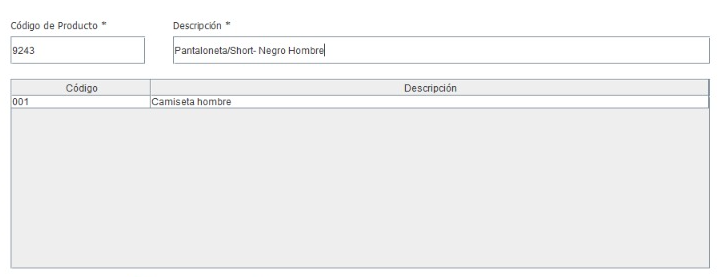 Código de Producto * Descripción *
9243 Pantaloneta/Short- Negro Hombre
Código Descripción
001 Camiseta hombre